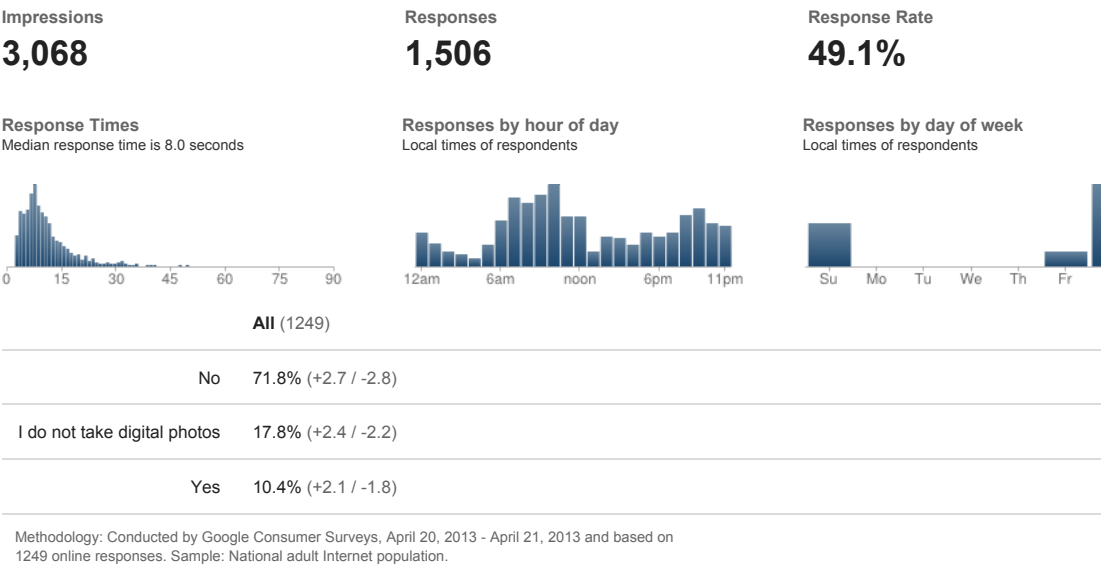 Impressions
3,068
Responses
1,506
Response Rate
49.1%
Response Times
Median response time is 8.0 seconds
Responses by hour of day
Local times of respondents
Responses by day of week
Local times of respondents
0 15 30 45 60 75 90
12am 6am noon 6pm 11pm
Su Mo Tu We Th Fr
All (1249)
No 71.8% (+2.7 / -2.8)
I do not take digital photos 17.8% (+2.4 / -2.2)
Yes 10.4% (+2.1 / -1.8)
Methodology: Conducted by Google Consumer Surveys, April 20, 2013 - April 21, 2013 and based on
1249 online responses. Sample: National adult Internet population.